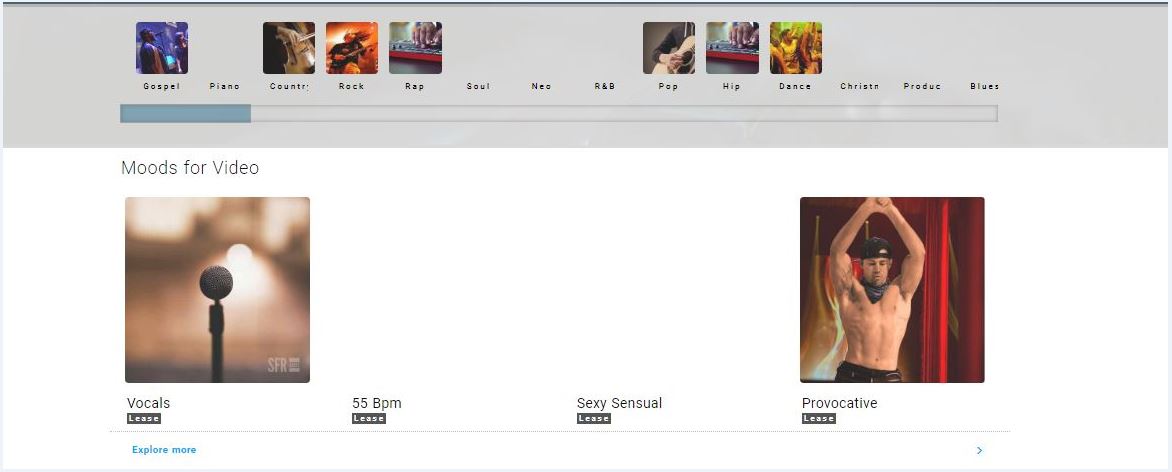 Gospel Piano Countr Rock Rap Soul Neo R&B Pop Hip Dance Christn Produc Blues
Moods for Video
SFR
Vocals 55 Bpm Sexy Sensual Provocative
Lease Lease Lease Lease
Explore more >